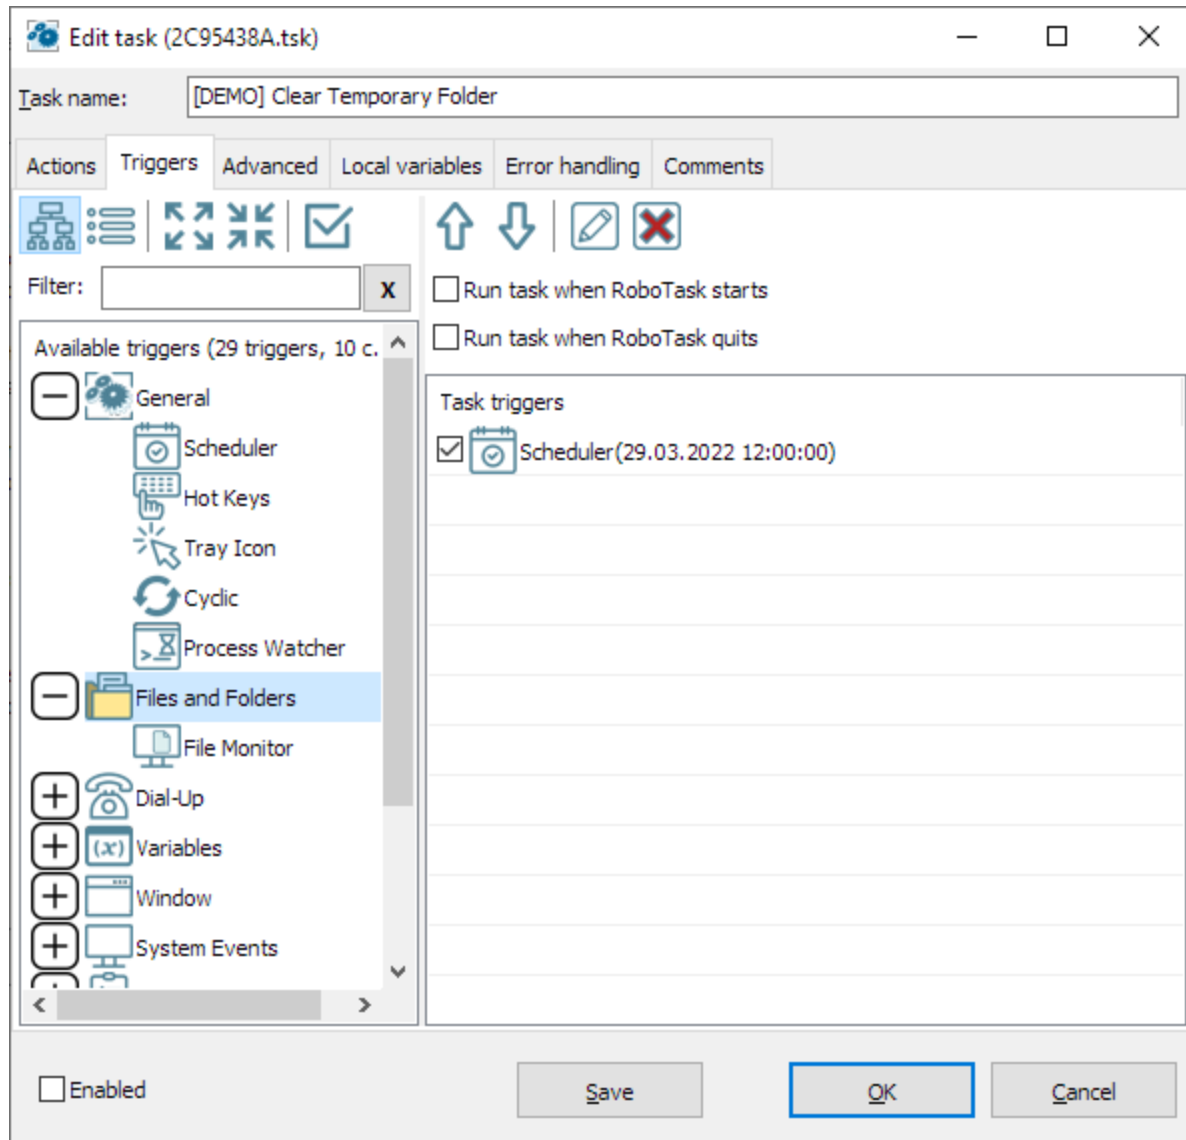 Edit task (2C95438A.tsk)
Task name: [DEMO] Clear Temporary Folder
Actions Triggers Advanced Local variables Error handling Comments
Filter: X
Run task when RoboTask starts
Run task when RoboTask quits
Available triggers (29 triggers, 10 c.
General
Scheduler
Hot Keys
Tray Icon
Cyclic
Process Watcher
Files and Folders
File Monitor
Dial-Up
(x) Variables
Window
System Events
Task triggers
Scheduler(29.03.2022 12:00:00)
Enabled Save OK Cancel